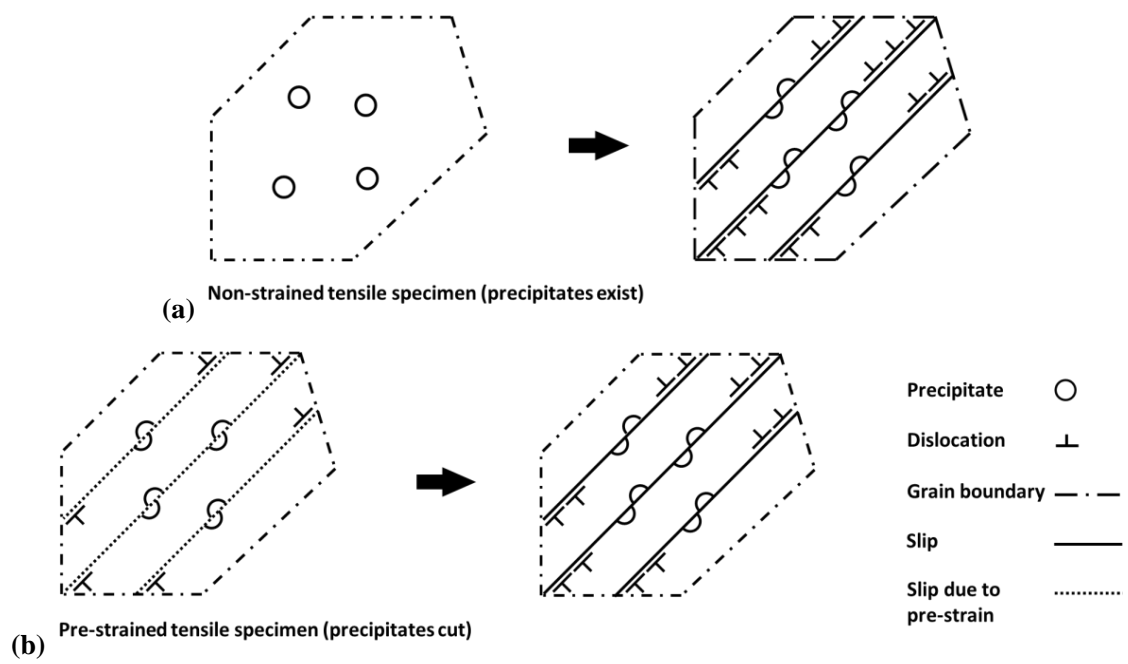 (a) Non-strained tensile specimen (precipitates exist)
(b) Pre-strained tensile specimen (precipitates cut)
Precipitate
Dislocation
Grain boundary
Slip
Slip due to
pre-strain